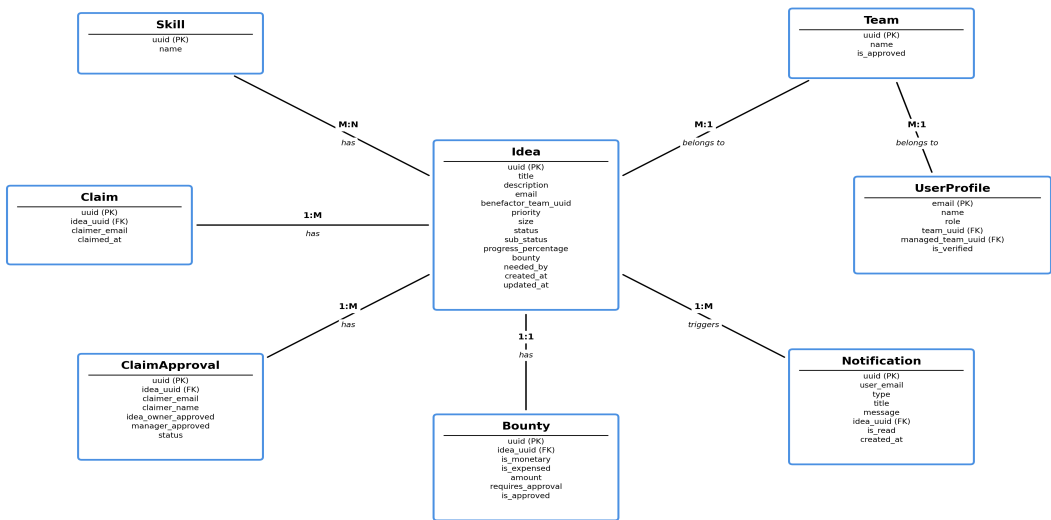 Skill
uuid (PK)
name
Team
uuid (PK)
name
is_approved
M:N
has
M:1
belongs to
M:1
belongs to
Idea
uuid (PK)
title
description
email
benefactor_team_uuid
priority
size
status
sub_status
progress_percentage
bounty
needed_by
created_at
updated_at
Claim
uuid (PK)
idea_uuid (FK)
claimer_email
claimed_at
1:M
has
UserProfile
email (PK)
name
role
team_uuid (FK)
managed_team_uuid (FK)
is_verified
1:M
has
1:1
has
1:M
triggers
ClaimApproval
uuid (PK)
idea_uuid (FK)
claimer_email
claimer_name
idea_owner_approved
manager_approved
status
Bounty
uuid (PK)
idea_uuid (FK)
is_monetary
is_expensed
amount
requires_approval
is_approved
Notification
uuid (PK)
user_email
type
title
message
idea_uuid (FK)
is_read
created_at